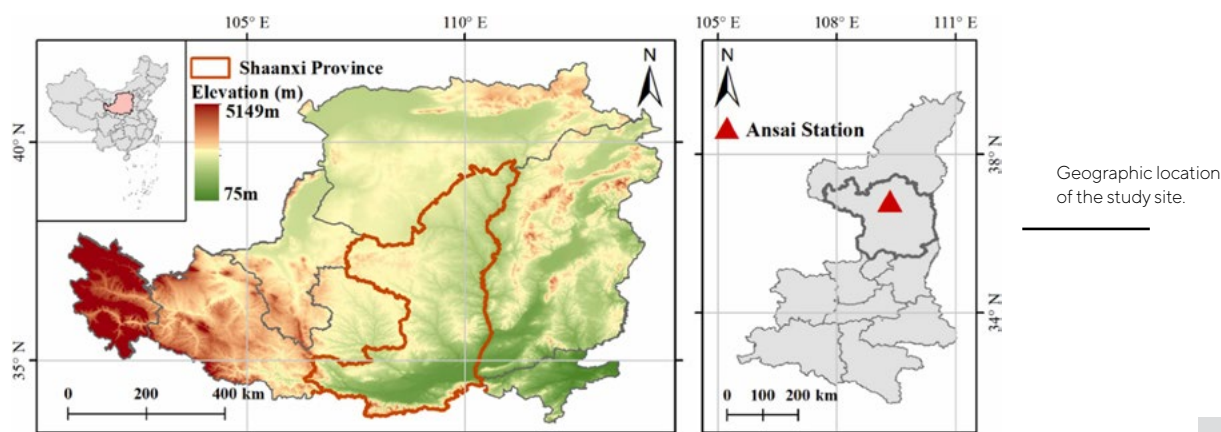 105° E
110° E
105° E
108° E
111° E
N
Shaanxi Province
Elevation (m)
5149m
75m
40° N
35° N
0 200 400 km
N
Ansai Station
38° N
34° N
0 100 200 km
Geographic location
of the study site.